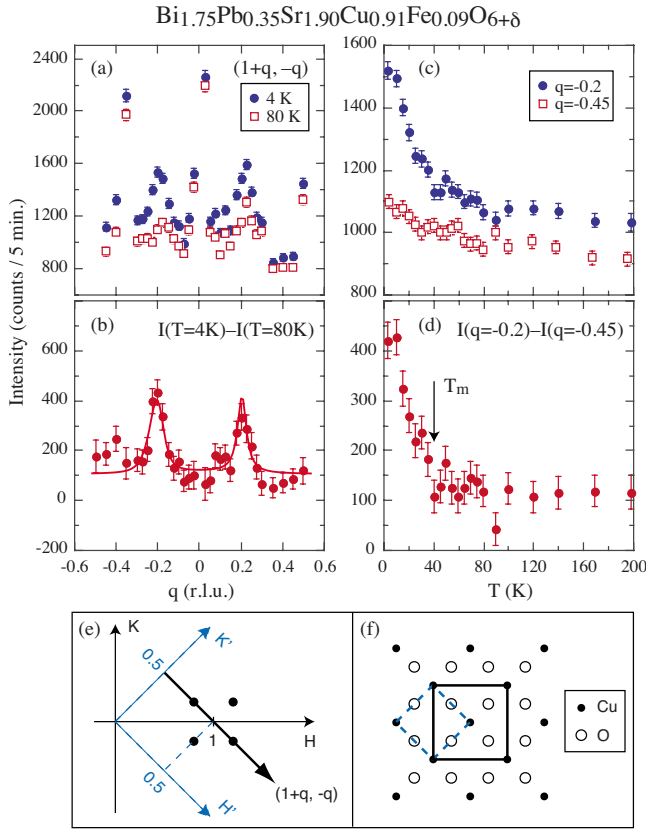 Bi1.75Pb0.35Sr1.90Cu0.91Fe0.09O6+δ
Intensity (counts / 5 min.)
(a)
(1+q, –q)
4 K
80 K
2400
2000
1600
1200
800
(b)
I(T=4K)–I(T=80K)
600
400
200
0
-200
-0.6
-0.4
-0.2
0
0.2
0.4
0.6
q (r.l.u.)
(c)
q=-0.2
q=-0.45
1600
1400
1200
1000
800
(d)
I(q=-0.2)–I(q=-0.45)
Tm
400
300
200
100
0
0
40
80
120
160
200
T (K)
(e)
K
K'
0.5
1
H
0.5
H'
(1+q, -q)
(f)
Cu
O